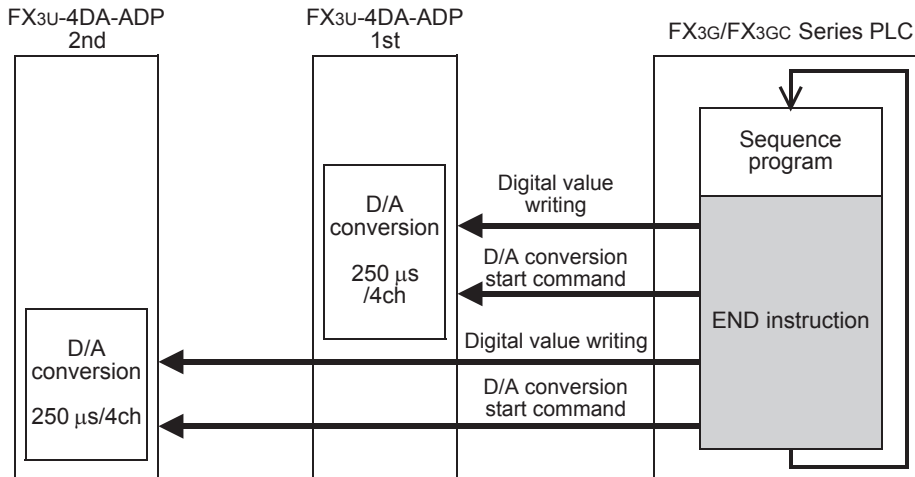 FX3U-4DA-ADP
2nd
FX3U-4DA-ADP
1st
FX3G/FX3GC Series PLC
Sequence
program
Digital value
writing
D/A
conversion
250 μs
/4ch
D/A conversion
start command
END instruction
Digital value writing
D/A
conversion
250 μs/4ch
D/A conversion
start command